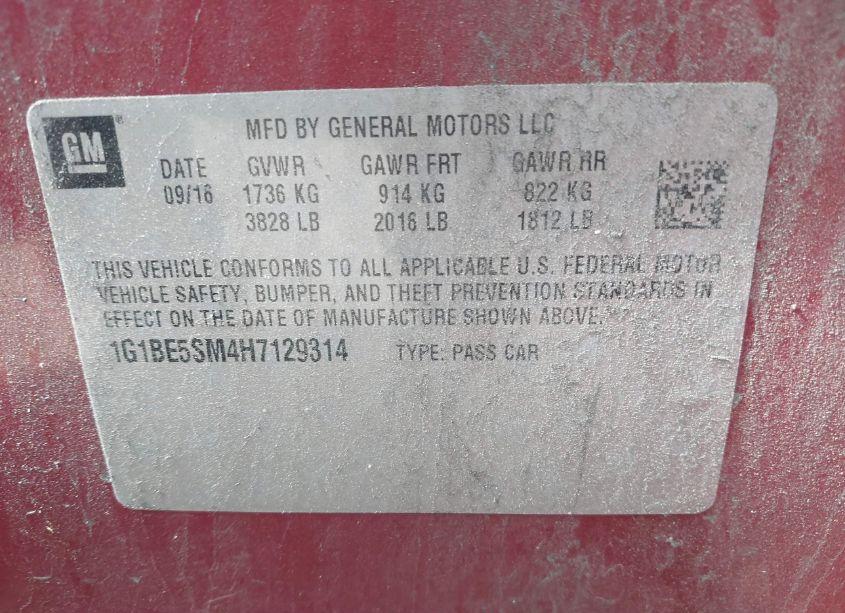 GM
MFD BY GENERAL MOTORS LLC
DATE GVWR GAWR FRT GAWR RR
09/16 1736 KG 914 KG 822 KG
3828 LB 2016 LB 1812 LB
THIS VEHICLE CONFORMS TO ALL APPLICABLE U.S. FEDERAL MOTOR
VEHICLE SAFETY, BUMPER, AND THEFT PREVENTION STANDARDS IN
EFFECT ON THE DATE OF MANUFACTURE SHOWN ABOVE.
1G1BE5SM4H7129314 TYPE: PASS CAR